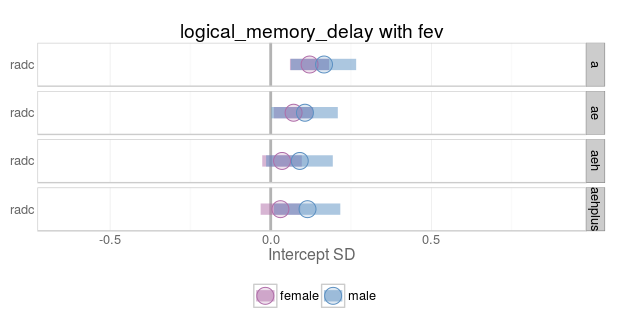 logical_memory_delay with fev
radc
a
radc
ae
radc
aeh
radc
aehplus
-0.5 0.0 0.5
Intercept SD
female male